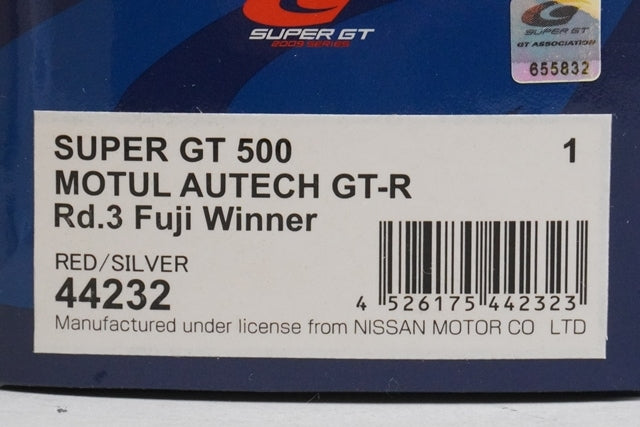 SUPER GT
2009 SERIES
SUPER GT
GT ASSOCIATION
655832
SUPER GT 500 1
MOTUL AUTECH GT-R
Rd.3 Fuji Winner
RED/SILVER
44232
4 526175 442323
Manufactured under license from NISSAN MOTOR CO LTD